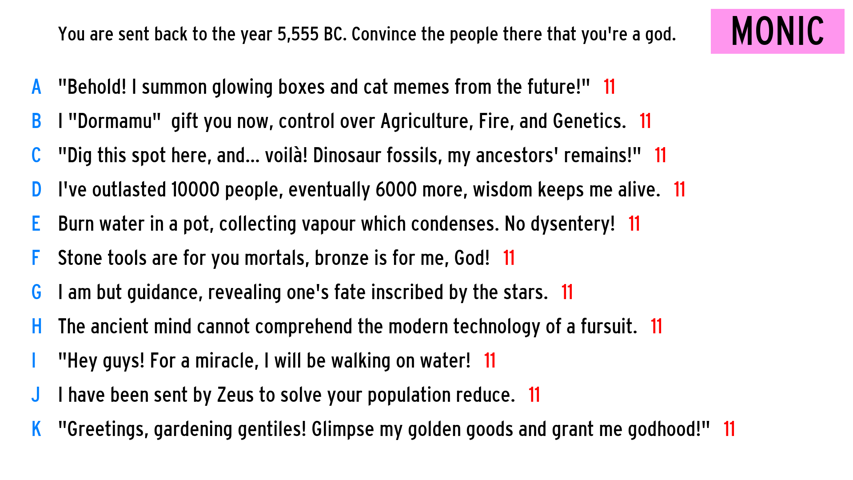 You are sent back to the year 5,555 BC. Convince the people there that you're a god.
MONIC
A "Behold! I summon glowing boxes and cat memes from the future!" 11
B I "Dormamu" gift you now, control over Agriculture, Fire, and Genetics. 11
C "Dig this spot here, and... voilà! Dinosaur fossils, my ancestors' remains!" 11
D I've outlasted 10000 people, eventually 6000 more, wisdom keeps me alive. 11
E Burn water in a pot, collecting vapour which condenses. No dysentery! 11
F Stone tools are for you mortals, bronze is for me, God! 11
G I am but guidance, revealing one's fate inscribed by the stars. 11
H The ancient mind cannot comprehend the modern technology of a fursuit. 11
I "Hey guys! For a miracle, I will be walking on water! 11
J I have been sent by Zeus to solve your population reduce. 11
K "Greetings, gardening gentiles! Glimpse my golden goods and grant me godhood!" 11